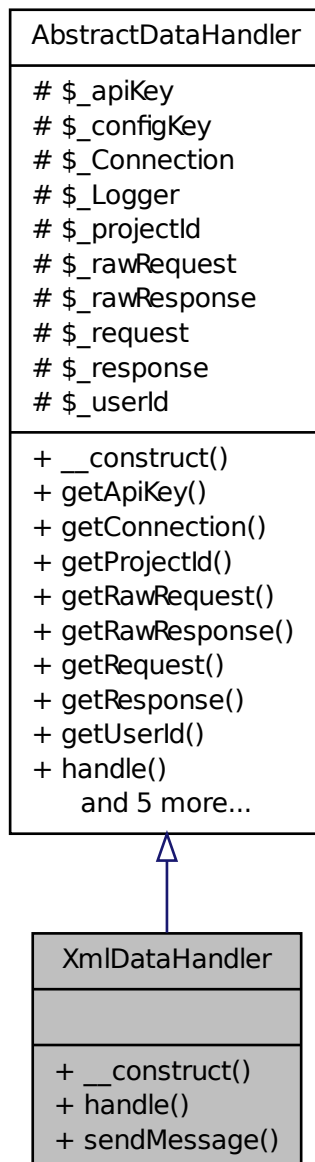 AbstractDataHandler
# $_apiKey
# $_configKey
# $_Connection
# $_Logger
# $_projectId
# $_rawRequest
# $_rawResponse
# $_request
# $_response
# $_userId
+ __construct()
+ getApiKey()
+ getConnection()
+ getProjectId()
+ getRawRequest()
+ getRawResponse()
+ getRequest()
+ getResponse()
+ getUserId()
+ handle()
and 5 more...
XmlDataHandler
+ __construct()
+ handle()
+ sendMessage()